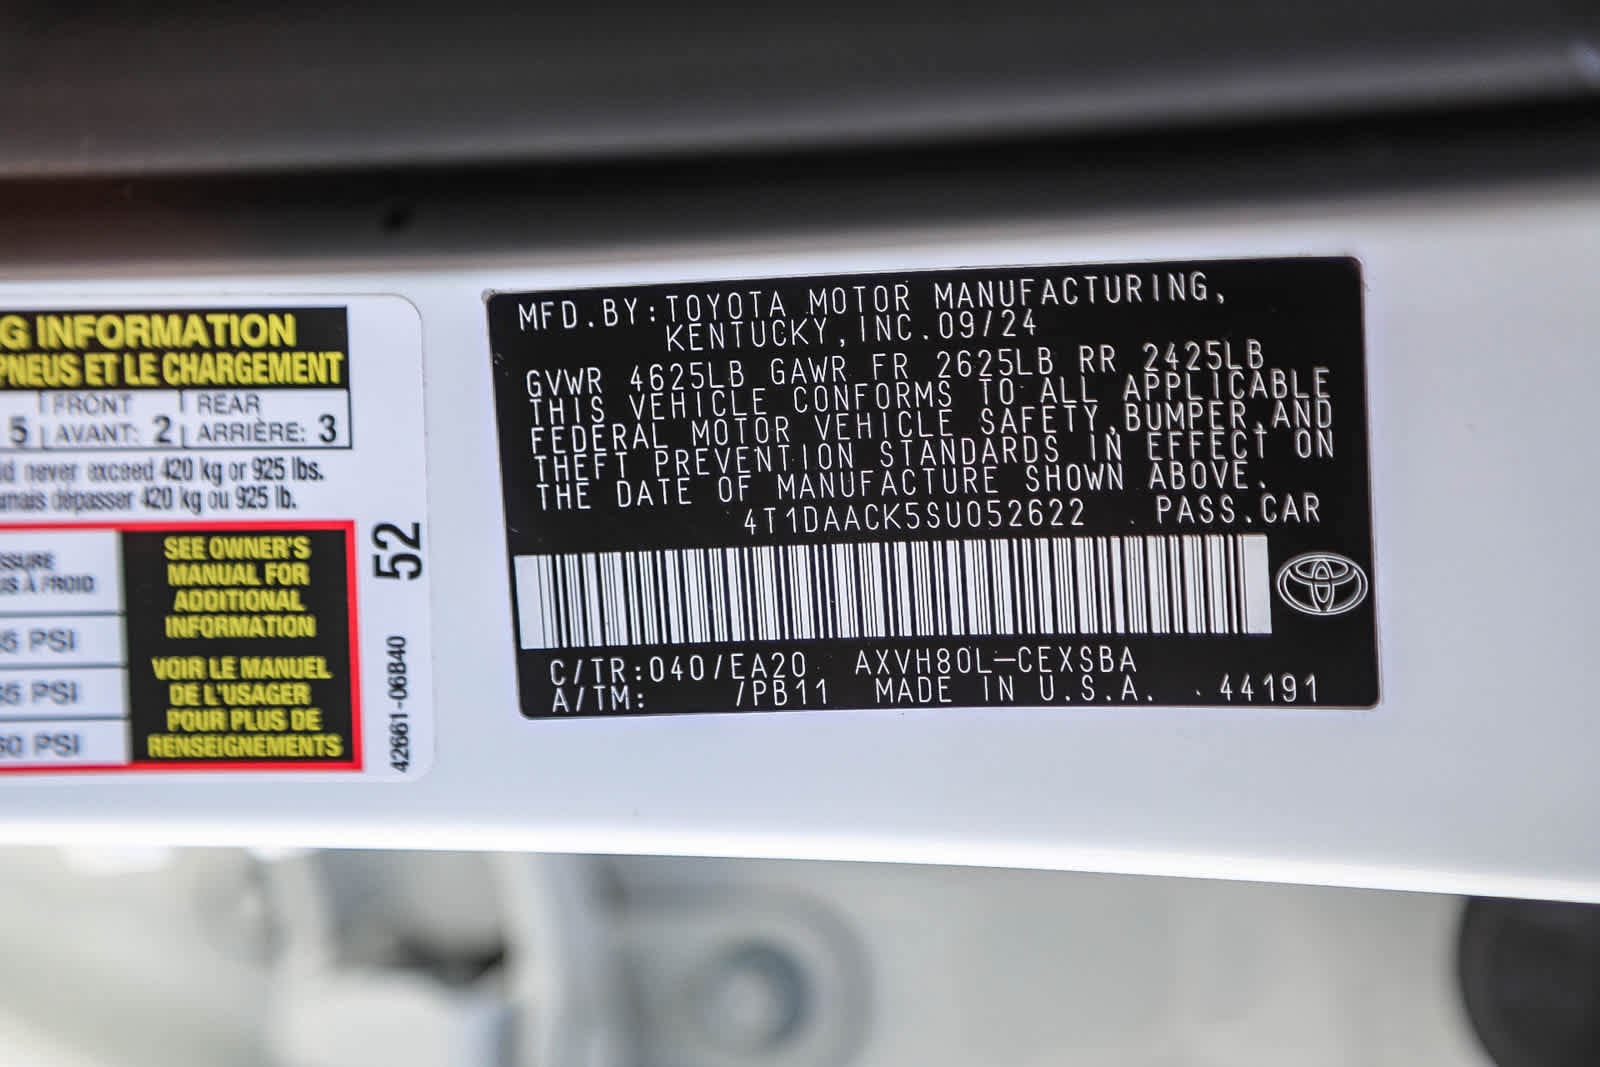 G INFORMATION
PNEUS ET LE CHARGEMENT
5 FRONT AVANT: 2 REAR ARRIÈRE: 3
never exceed 420 kg or 925 lbs.
dépasser 420 kg ou 925 lb.
SEE OWNER'S
MANUAL FOR
ADDITIONAL
INFORMATION
VOIR LE MANUEL
DE L'USAGER
POUR PLUS DE
RENSEIGNEMENTS
À FROID
5 PSI
5 PSI
60 PSI
52
42661-06B40
MFD.BY:TOYOTA MOTOR MANUFACTURING,
KENTUCKY,INC.09/24
GVWR 4625LB GAWR FR 2625LB RR 2425LB
THIS VEHICLE CONFORMS TO ALL APPLICABLE
FEDERAL MOTOR VEHICLE SAFETY,BUMPER,AND
THEFT PREVENTION STANDARDS IN EFFECT ON
THE DATE OF MANUFACTURE SHOWN ABOVE.
4T1DAACK5SU052622 PASS.CAR
C/TR:040/EA20 AXVH80L-CEXSBA
A/TM: /PB11 MADE IN U.S.A. 44191